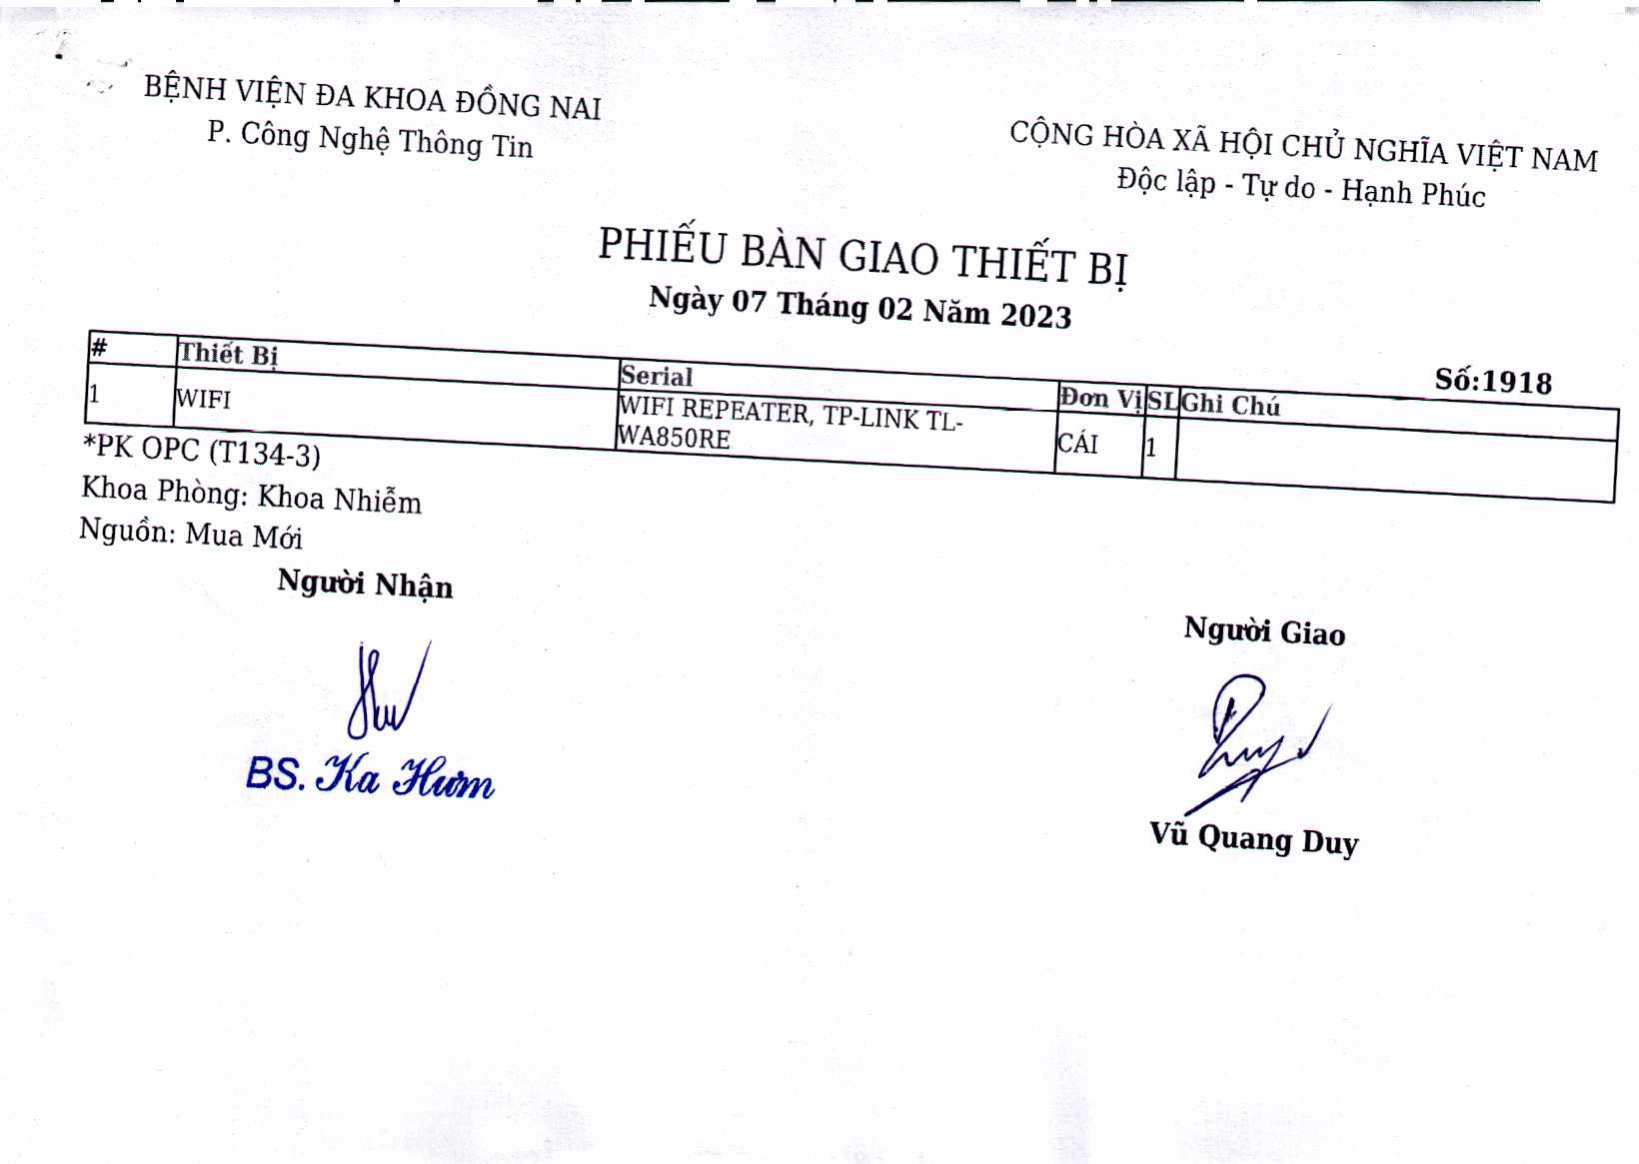 BỆNH VIỆN ĐA KHOA ĐỒNG NAI
P. Công Nghệ Thông Tin
CỘNG HÒA XÃ HỘI CHỦ NGHĨA VIỆT NAM
Độc lập - Tự do - Hạnh Phúc
PHIẾU BÀN GIAO THIẾT BỊ
Ngày 07 Tháng 02 Năm 2023
Số:1918
# Thiết Bị Serial Đơn Vị SL Ghi Chú
1 WIFI WIFI REPEATER, TP-LINK TL-
WA850RE CÁI 1
*PK OPC (T134-3)
Khoa Phòng: Khoa Nhiễm
Nguồn: Mua Mới
Người Nhận
Người Giao
BS. Ka Hưm
Vũ Quang Duy